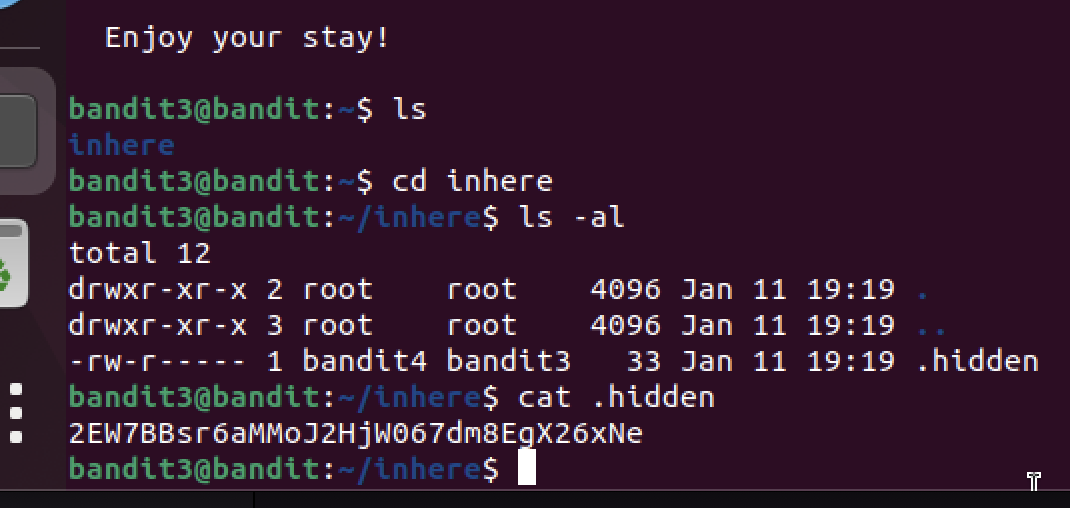 Enjoy your stay!
bandit3@bandit:~$ ls
inhere
bandit3@bandit:~$ cd inhere
bandit3@bandit:~/inhere$ ls -al
total 12
drwxr-xr-x 2 root    root    4096 Jan 11 19:19 .
drwxr-xr-x 3 root    root    4096 Jan 11 19:19 ..
-rw-r----- 1 bandit4 bandit3   33 Jan 11 19:19 .hidden
bandit3@bandit:~/inhere$ cat .hidden
2EW7BBsr6aMMoJ2HjW067dm8EgX26xNe
bandit3@bandit:~/inhere$